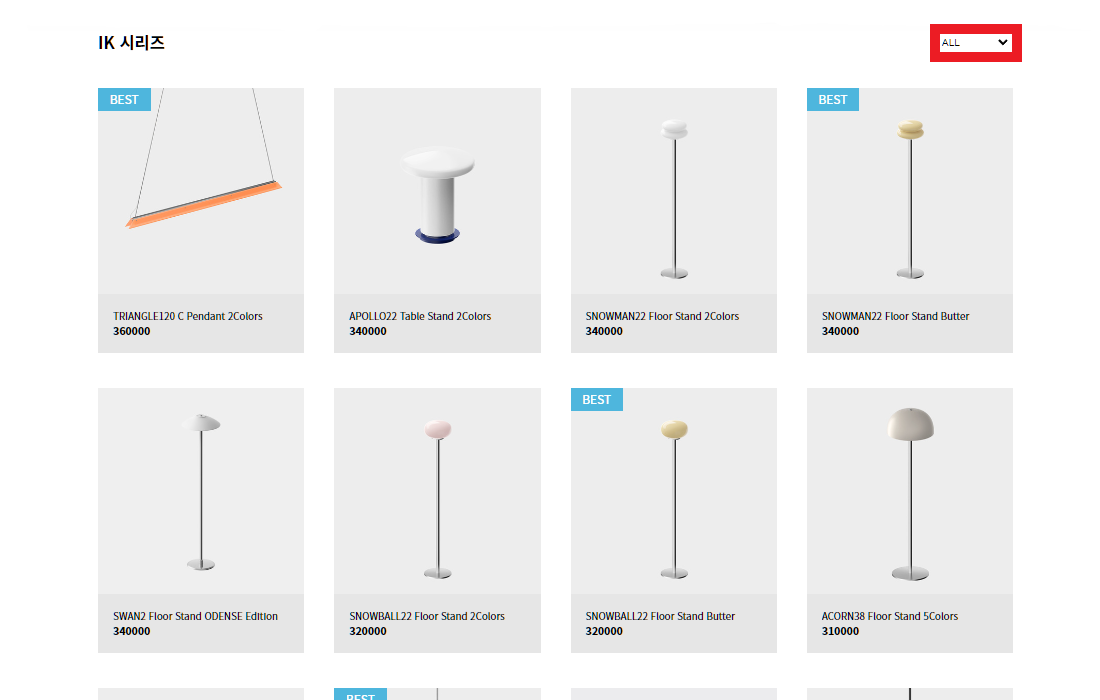 IK 시리즈
ALL
BEST
BEST
TRIANGLE120 C Pendant 2Colors
360000
APOLLO22 Table Stand 2Colors
340000
SNOWMAN22 Floor Stand 2Colors
340000
SNOWMAN22 Floor Stand Butter
340000
BEST
SWAN2 Floor Stand ODENSE Edition
340000
SNOWBALL22 Floor Stand 2Colors
320000
SNOWBALL22 Floor Stand Butter
320000
ACORN38 Floor Stand 5Colors
310000
BEST